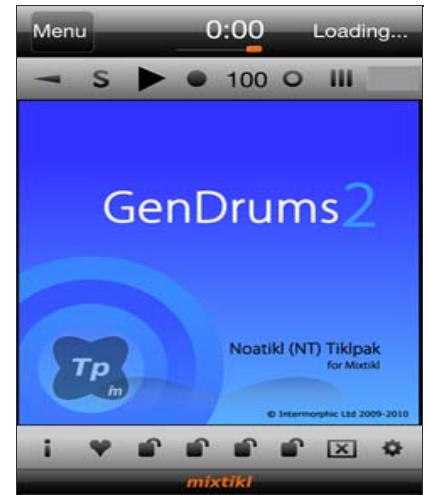 Menu 0:00 Loading...
S 100
GenDrums2
Noatikl (NT) Tiklpak
for Mixtikl
Tp
im
© Intermorphic Ltd 2009-2010
i
mixtikl